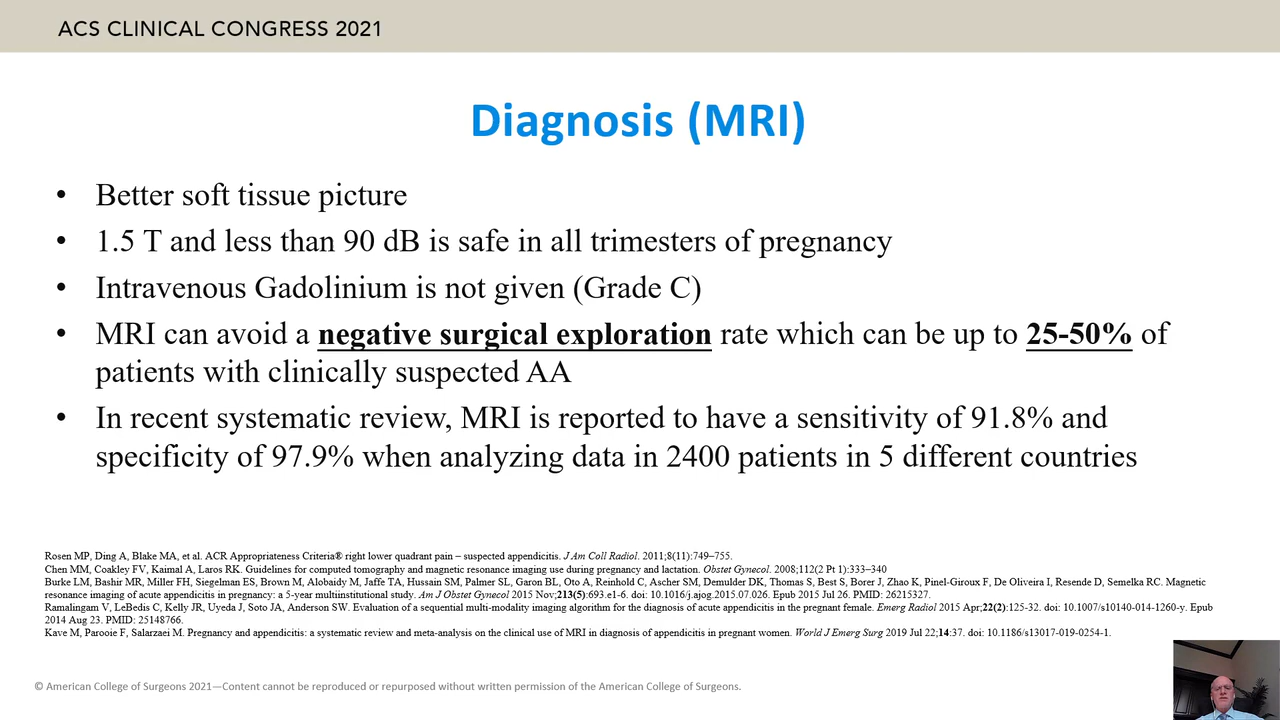 ACS CLINICAL CONGRESS 2021
Diagnosis (MRI)
• Better soft tissue picture
• 1.5 T and less than 90 dB is safe in all trimesters of pregnancy
• Intravenous Gadolinium is not given (Grade C)
• MRI can avoid a negative surgical exploration rate which can be up to 25-50% of
patients with clinically suspected AA
• In recent systematic review, MRI is reported to have a sensitivity of 91.8% and
specificity of 97.9% when analyzing data in 2400 patients in 5 different countries
Rosen MP, Ding A, Blake MA, et al. ACR Appropriateness Criteria® right lower quadrant pain – suspected appendicitis. J Am Coll Radiol. 2011;8(11):749–755.
Chen MM, Coakley FV, Kaimal A, Laros RK. Guidelines for computed tomography and magnetic resonance imaging use during pregnancy and lactation. Obstet Gynecol. 2008;112(2 Pt 1):333–340
Burke LM, Bashir MR, Miller FH, Siegelman ES, Brown M, Alobaidy M, Jaffe TA, Hussain SM, Palmer SL, Garon BL, Oto A, Reinhold C, Ascher SM, Demulder DK, Thomas S, Best S, Borer J, Zhao K, Pinel-Giroux F, De Oliveira I, Resende D, Semelka RC. Magnetic
resonance imaging of acute appendicitis in pregnancy: a 5-year multiinstitutional study. Am J Obstet Gynecol 2015 Nov;213(5):693.e1-6. doi: 10.1016/j.ajog.2015.07.026. Epub 2015 Jul 26. PMID: 26215327.
Ramalingam V, LeBedis C, Kelly JR, Uyeda J, Soto JA, Anderson SW. Evaluation of a sequential multi-modality imaging algorithm for the diagnosis of acute appendicitis in the pregnant female. Emerg Radiol 2015 Apr;22(2):125-32. doi: 10.1007/s10140-014-1260-y. Epub
2014 Aug 23. PMID: 25148766.
Kave M, Parooie F, Salarzaei M. Pregnancy and appendicitis: a systematic review and meta-analysis on the clinical use of MRI in diagnosis of appendicitis in pregnant women. World J Emerg Surg 2019 Jul 22;14:37. doi: 10.1186/s13017-019-0254-1.
© American College of Surgeons 2021—Content cannot be reproduced or repurposed without written permission of the American College of Surgeons.